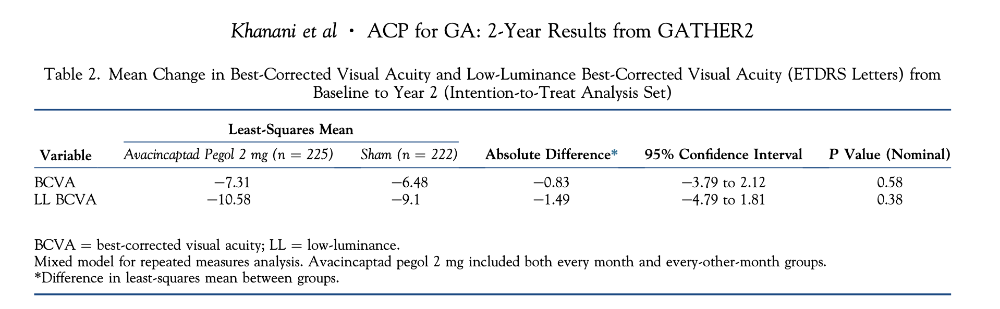 Khanani et al • ACP for GA: 2-Year Results from GATHER2
Table 2. Mean Change in Best-Corrected Visual Acuity and Low-Luminance Best-Corrected Visual Acuity (ETDRS Letters) from
Baseline to Year 2 (Intention-to-Treat Analysis Set)
Least-Squares Mean
Variable Avacincaptad Pegol 2 mg (n = 225) Sham (n = 222) Absolute Difference* 95% Confidence Interval P Value (Nominal)
BCVA −7.31 −6.48 −0.83 −3.79 to 2.12 0.58
LL BCVA −10.58 −9.1 −1.49 −4.79 to 1.81 0.38
BCVA = best-corrected visual acuity; LL = low-luminance.
Mixed model for repeated measures analysis. Avacincaptad pegol 2 mg included both every month and every-other-month groups.
*Difference in least-squares mean between groups.